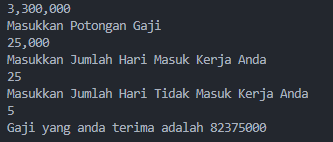 3,300,000
Masukkan Potongan Gaji
25,000
Masukkan Jumlah Hari Masuk Kerja Anda
25
Masukkan Jumlah Hari Tidak Masuk Kerja Anda
5
Gaji yang anda terima adalah 82375000